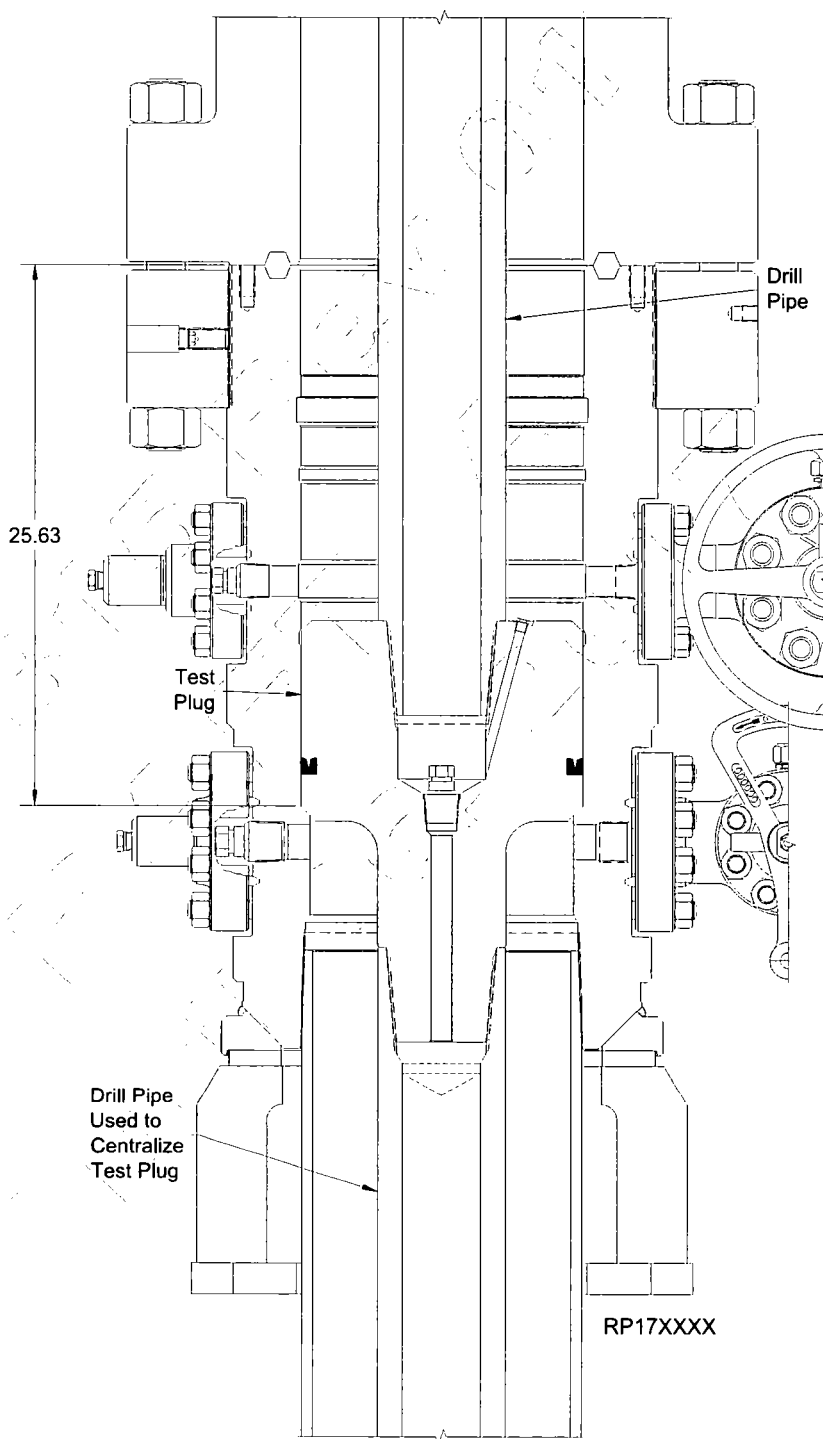 Drill
Pipe
25.63
Test
Plug
Drill Pipe
Used to
Centralize
Test Plug
RP17XXXX